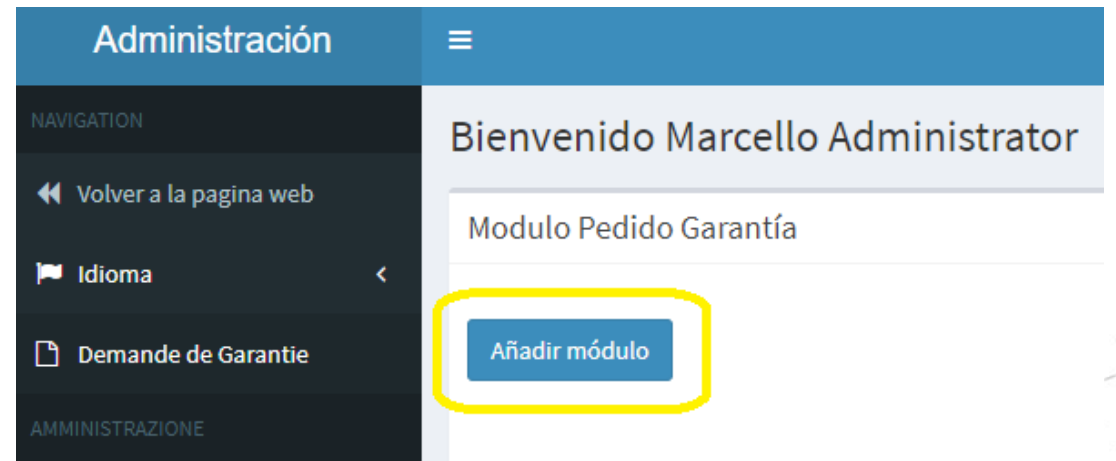 Administración
NAVIGATION
Volver a la pagina web
Idioma
Demande de Garantie
AMMINISTRAZIONE
Bienvenido Marcello Administrator
Modulo Pedido Garantía
Añadir módulo